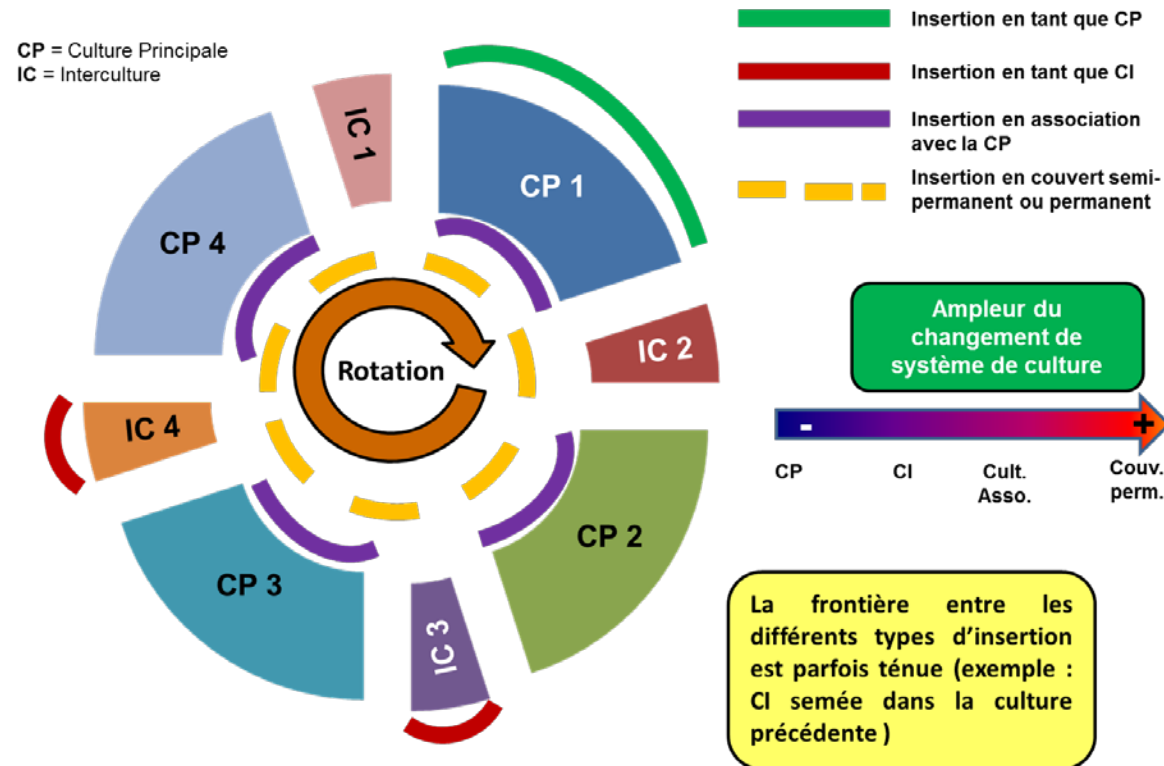 CP = Culture Principale
IC = Interculture
Insertion en tant que CP
Insertion en tant que CI
Insertion en association
avec la CP
Insertion en couvert semi-
permanent ou permanent
IC 1
CP 1
CP 4
IC 2
Rotation
IC 4
CP 2
CP 3
IC 3
Ampleur du
changement de
système de culture
- +
CP CI Cult. Couv.
Asso. perm.
La frontière entre les
différents types d'insertion
est parfois ténue (exemple :
CI semée dans la culture
précédente )